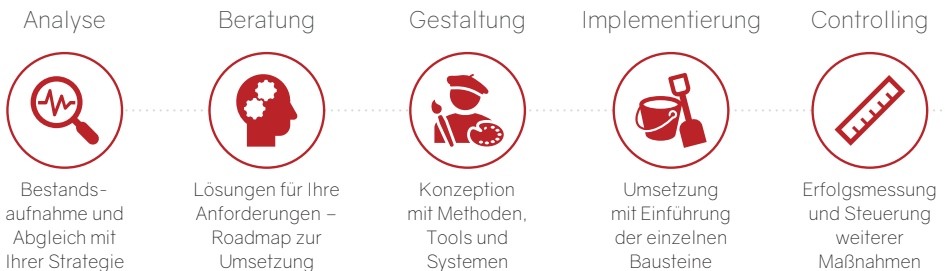 Analyse
Beratung
Gestaltung
Implementierung
Controlling
Bestands-
aufnahme und
Abgleich mit
Ihrer Strategie
Lösungen für Ihre
Anforderungen –
Roadmap zur
Umsetzung
Konzeption
mit Methoden,
Tools und
Systemen
Umsetzung
mit Einführung
der einzelnen
Bausteine
Erfolgsmessung
und Steuerung
weiterer
Maßnahmen